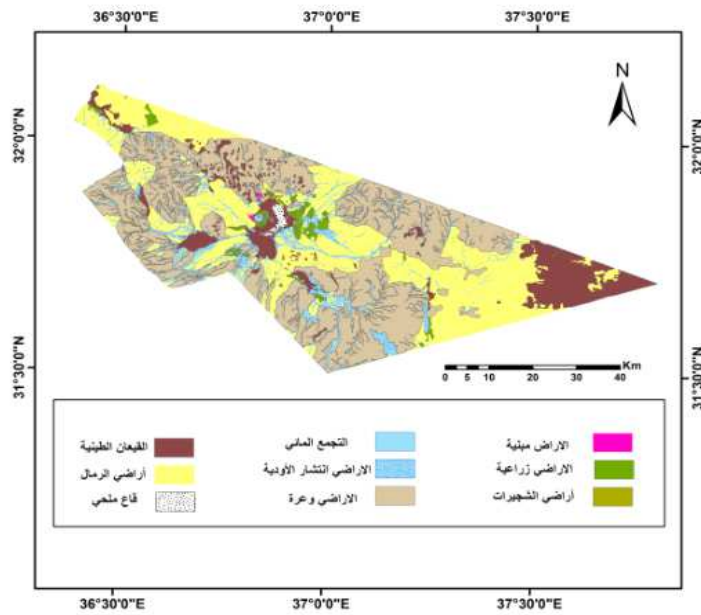 36°30'0"E 37°0'0"E 37°30'0"E
N
32°0'0"N 32°0'0"N
31°30'0"N 31°30'0"N
Km
0 5 10 20 30 40
الاراض مبنية التجمع المائي القيعان الطينية
الاراضي زراعية الاراضي انتشار الأودية أراضي الرمال
أراضي الشجيرات الاراضي وعرة قاع ملحي
36°30'0"E 37°0'0"E 37°30'0"E